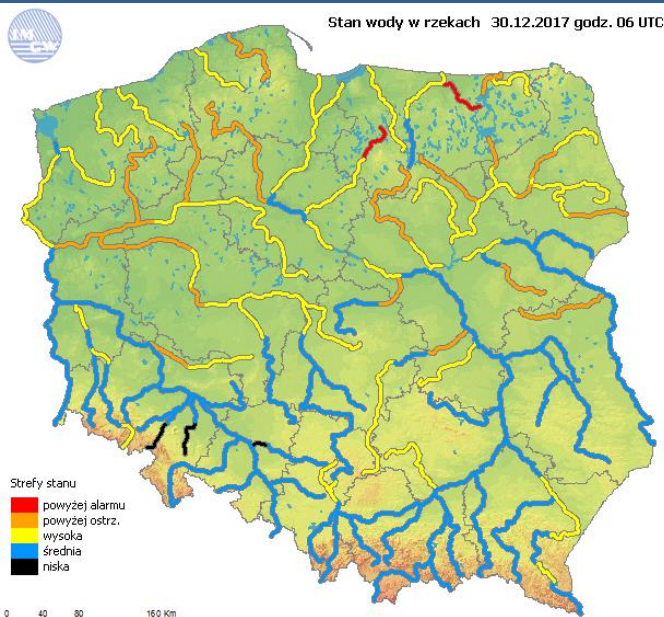 IMGW
Stan wody w rzekach 30.12.2017 godz. 06 UTC
Strefy stanu
powyżej alarmu
powyżej ostrz.
wysoka
średnia
niska
0 40 80 160 Km